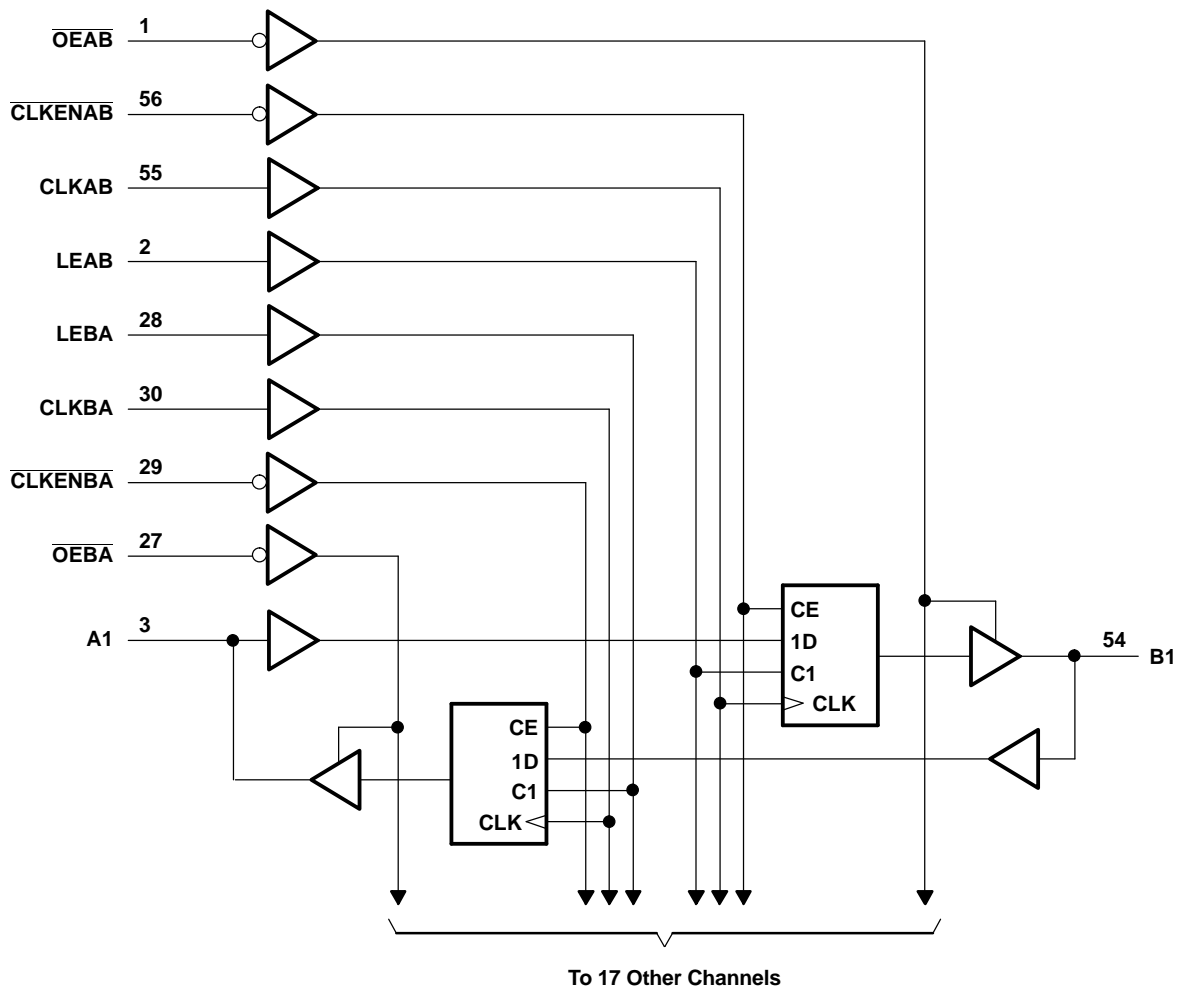 OEAB 1
CLKENAB 56
CLKAB 55
LEAB 2
LEBA 28
CLKBA 30
CLKENBA 29
OEBA 27
A1 3
CE
1D
C1
CLK
54 B1
CE
1D
C1
CLK
To 17 Other Channels